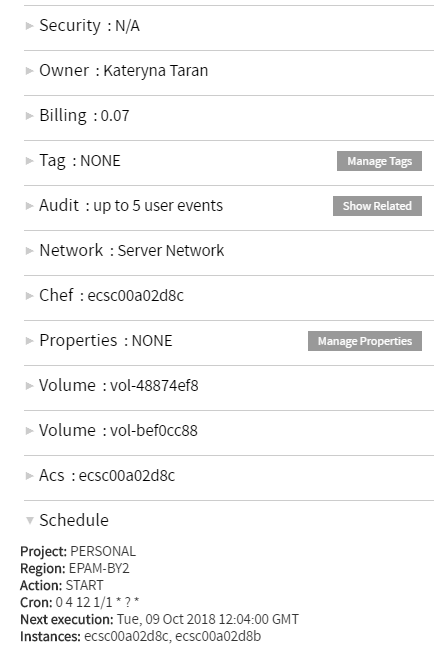 Security : N/A
Owner : Kateryna Taran
Billing : 0.07
Tag : NONE Manage Tags
Audit : up to 5 user events Show Related
Network : Server Network
Chef : ecsc00a02d8c
Properties : NONE Manage Properties
Volume : vol-48874ef8
Volume : vol-bef0cc88
Acs : ecsc00a02d8c
Schedule
Project: PERSONAL
Region: EPAM-BY2
Action: START
Cron: 0 4 12 1/1 * ? *
Next execution: Tue, 09 Oct 2018 12:04:00 GMT
Instances: ecsc00a02d8c, ecsc00a02d8b